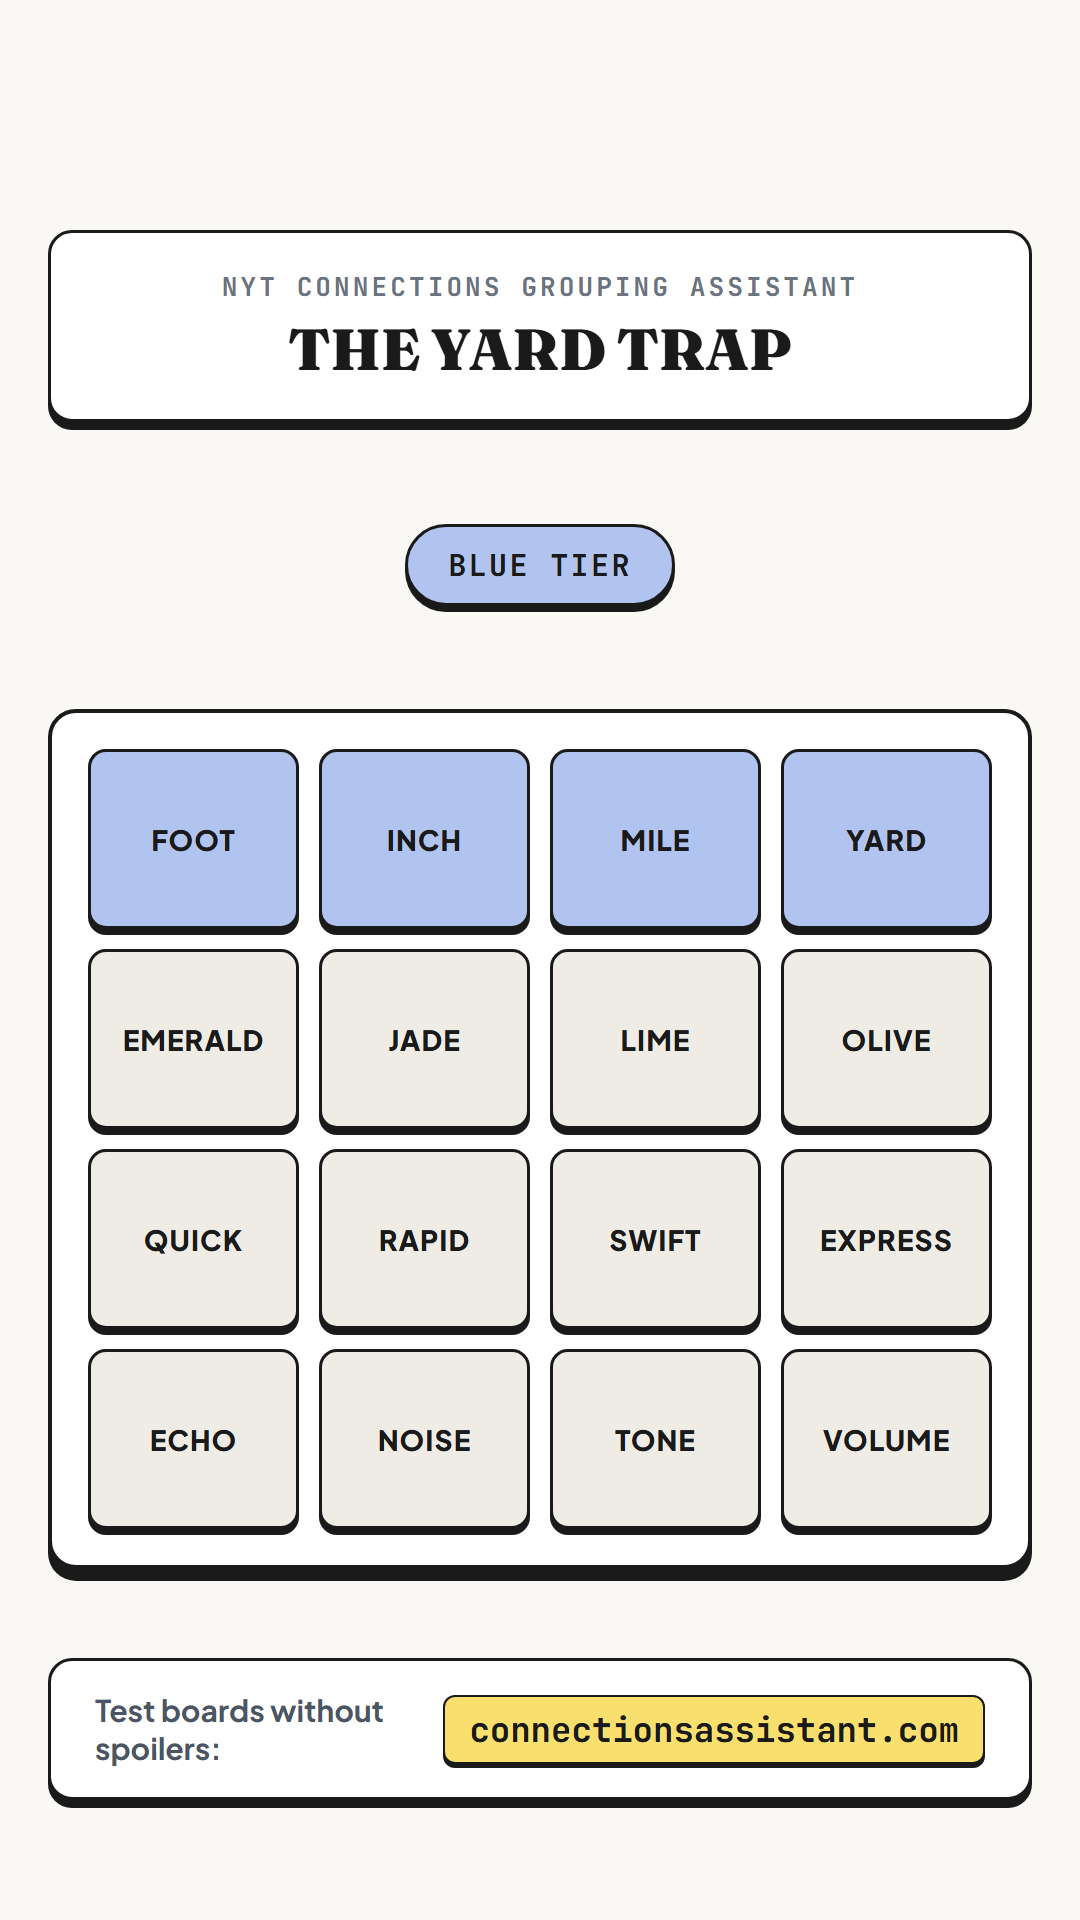 NYT CONNECTIONS GROUPING ASSISTANT
THE YARD TRAP
BLUE TIER
FOOT INCH MILE YARD
EMERALD JADE LIME OLIVE
QUICK RAPID SWIFT EXPRESS
ECHO NOISE TONE VOLUME
Test boards without
spoilers:
connectionsassistant.com